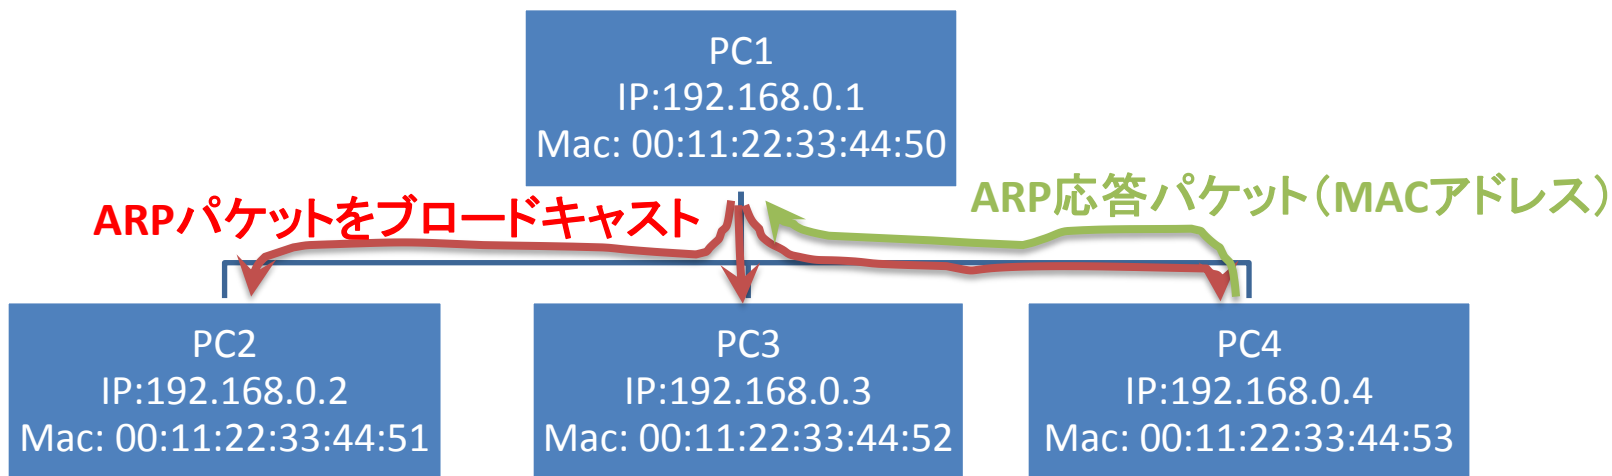 PC1
IP:192.168.0.1
Mac: 00:11:22:33:44:50
ARPパケットをブロードキャスト
ARP応答パケット（MACアドレス）
PC2
IP:192.168.0.2
Mac: 00:11:22:33:44:51
PC3
IP:192.168.0.3
Mac: 00:11:22:33:44:52
PC4
IP:192.168.0.4
Mac: 00:11:22:33:44:53